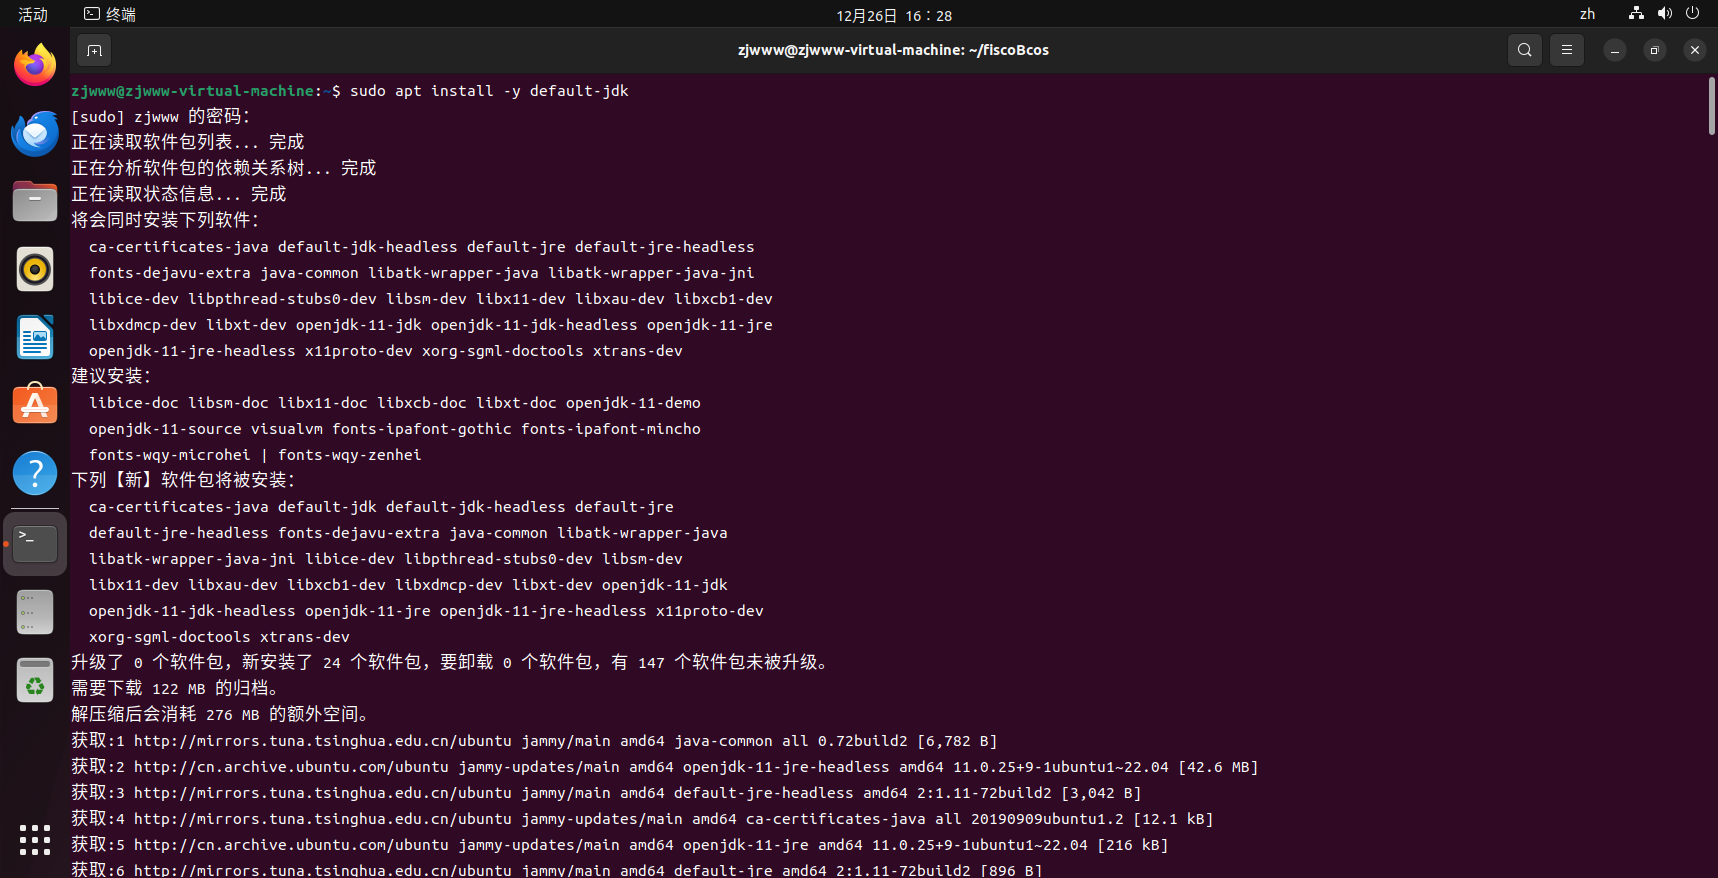 活动 终端 12月26日 16：28 zh
zjwww@zjwww-virtual-machine: ~/fiscoBcos
zjwww@zjwww-virtual-machine:~$ sudo apt install -y default-jdk
[sudo] zjwww 的密码：
正在读取软件包列表... 完成
正在分析软件包的依赖关系树... 完成
正在读取状态信息... 完成
将会同时安装下列软件：
ca-certificates-java default-jdk-headless default-jre default-jre-headless
fonts-dejavu-extra java-common libatk-wrapper-java libatk-wrapper-java-jni
libice-dev libpthread-stubs0-dev libsm-dev libx11-dev libxau-dev libxcb1-dev
libxdmcp-dev libxt-dev openjdk-11-jdk openjdk-11-jdk-headless openjdk-11-jre
openjdk-11-jre-headless x11proto-dev xorg-sgml-doctools xtrans-dev
建议安装：
libice-doc libsm-doc libx11-doc libxcb-doc libxt-doc openjdk-11-demo
openjdk-11-source visualvm fonts-ipafont-gothic fonts-ipafont-mincho
fonts-wqy-microhei | fonts-wqy-zenhei
下列【新】软件包将被安装：
ca-certificates-java default-jdk default-jdk-headless default-jre
default-jre-headless fonts-dejavu-extra java-common libatk-wrapper-java
libatk-wrapper-java-jni libice-dev libpthread-stubs0-dev libsm-dev
libx11-dev libxau-dev libxcb1-dev libxdmcp-dev libxt-dev openjdk-11-jdk
openjdk-11-jdk-headless openjdk-11-jre openjdk-11-jre-headless x11proto-dev
xorg-sgml-doctools xtrans-dev
升级了 0 个软件包，新安装了 24 个软件包，要卸载 0 个软件包，有 147 个软件包未被升级。
需要下载 122 MB 的归档。
解压缩后会消耗 276 MB 的额外空间。
获取:1 http://mirrors.tuna.tsinghua.edu.cn/ubuntu jammy/main amd64 java-common all 0.72build2 [6,782 B]
获取:2 http://cn.archive.ubuntu.com/ubuntu jammy-updates/main amd64 openjdk-11-jre-headless amd64 11.0.25+9-1ubuntu1~22.04 [42.6 MB]
获取:3 http://mirrors.tuna.tsinghua.edu.cn/ubuntu jammy/main amd64 default-jre-headless amd64 2:1.11-72build2 [3,042 B]
获取:4 http://mirrors.tuna.tsinghua.edu.cn/ubuntu jammy-updates/main amd64 ca-certificates-java all 20190909ubuntu1.2 [12.1 kB]
获取:5 http://cn.archive.ubuntu.com/ubuntu jammy-updates/main amd64 openjdk-11-jre amd64 11.0.25+9-1ubuntu1~22.04 [216 kB]
获取:6 http://mirrors.tuna.tsinghua.edu.cn/ubuntu jammy/main amd64 default-jre amd64 2:1.11-72build2 [896 B]